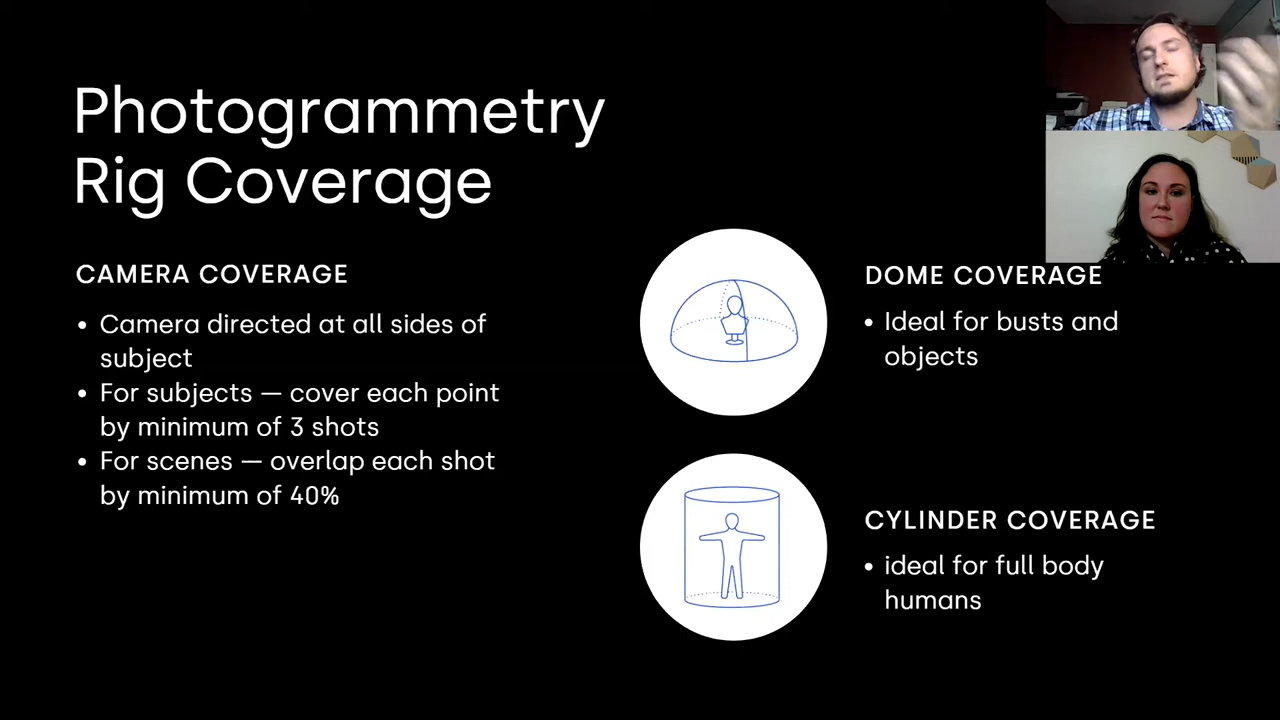 Photogrammetry
Rig Coverage
CAMERA COVERAGE
• Camera directed at all sides of
subject
• For subjects — cover each point
by minimum of 3 shots
• For scenes — overlap each shot
by minimum of 40%
DOME COVERAGE
• Ideal for busts and
objects
CYLINDER COVERAGE
• ideal for full body
humans